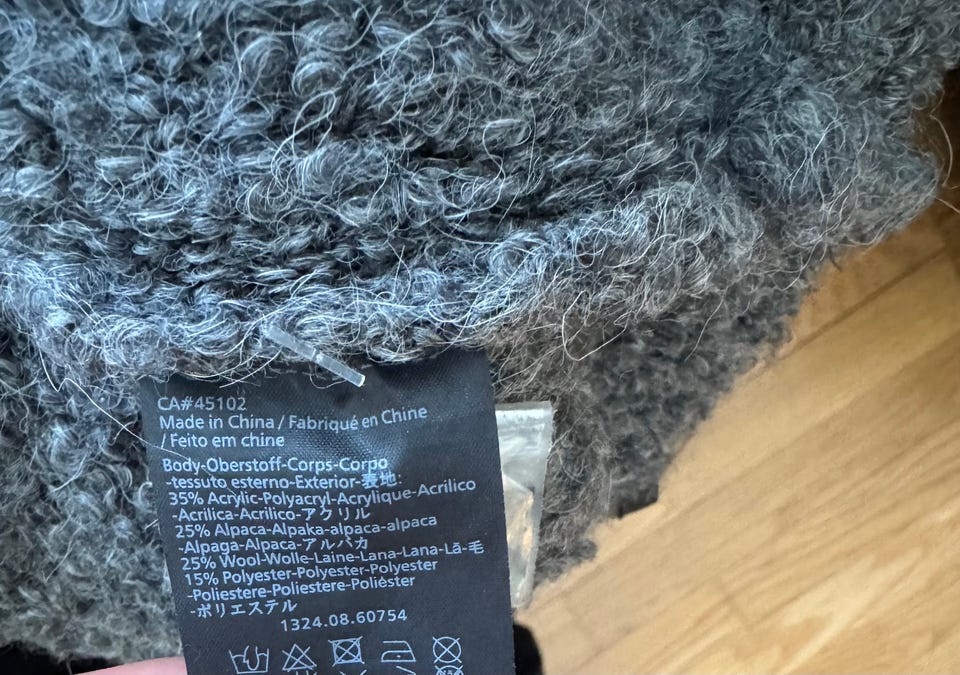 CA#45102
Made in China / Fabriqué en Chine
/ Feito em chine
Body-Oberstoff-Corps-Corpo
-tessuto esterno-Exterior-表地:
35% Acrylic-Polyacryl-Acrylique-Acrilico
-Acrilica-Acrilico-アクリル
25% Alpaca-Alpaka-alpaca-alpaca
-Alpaga-Alpaca-アルパカ
25% Wool-Wolle-Laine-Lana-Lana-Lã-毛
15% Polyester-Polyester-Polyester
-Poliestere-Poliestere-Poliéster
-ポリエステル
1324.08.60754